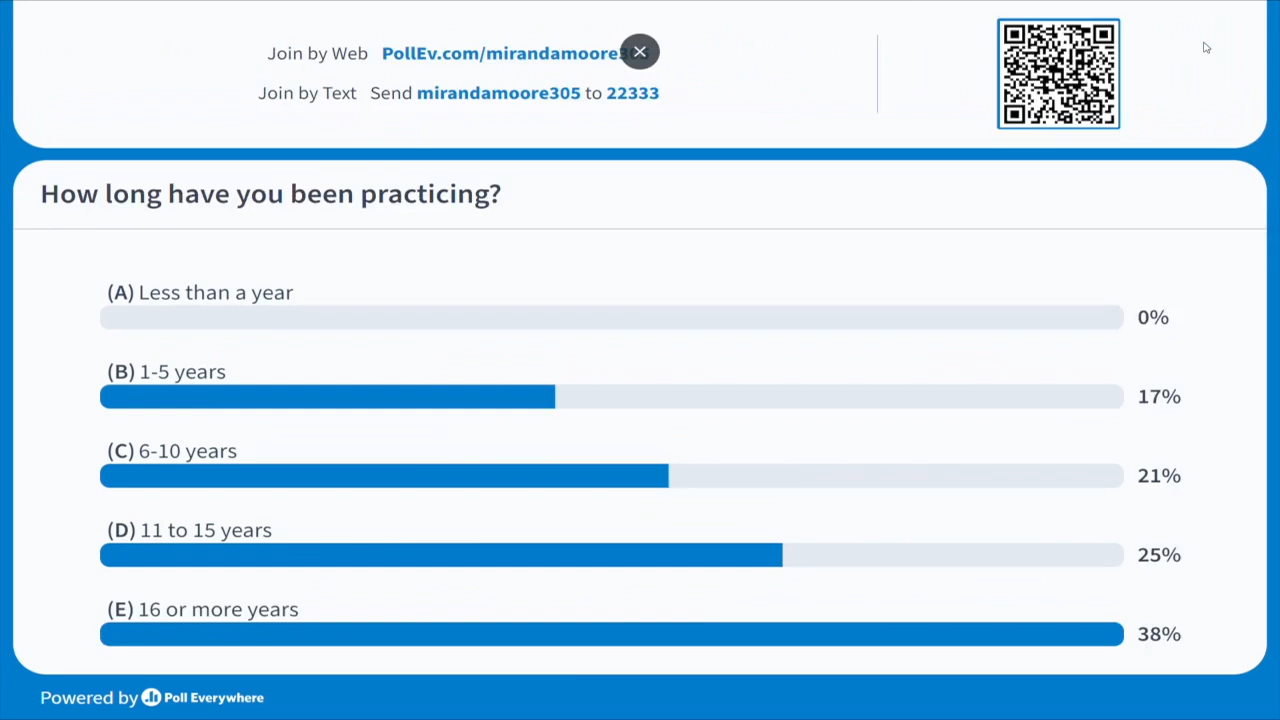 Join by Web PollEv.com/mirandamoore305
Join by Text Send mirandamoore305 to 22333
How long have you been practicing?
(A) Less than a year
0%
(B) 1-5 years
17%
(C) 6-10 years
21%
(D) 11 to 15 years
25%
(E) 16 or more years
38%
Powered by Poll Everywhere